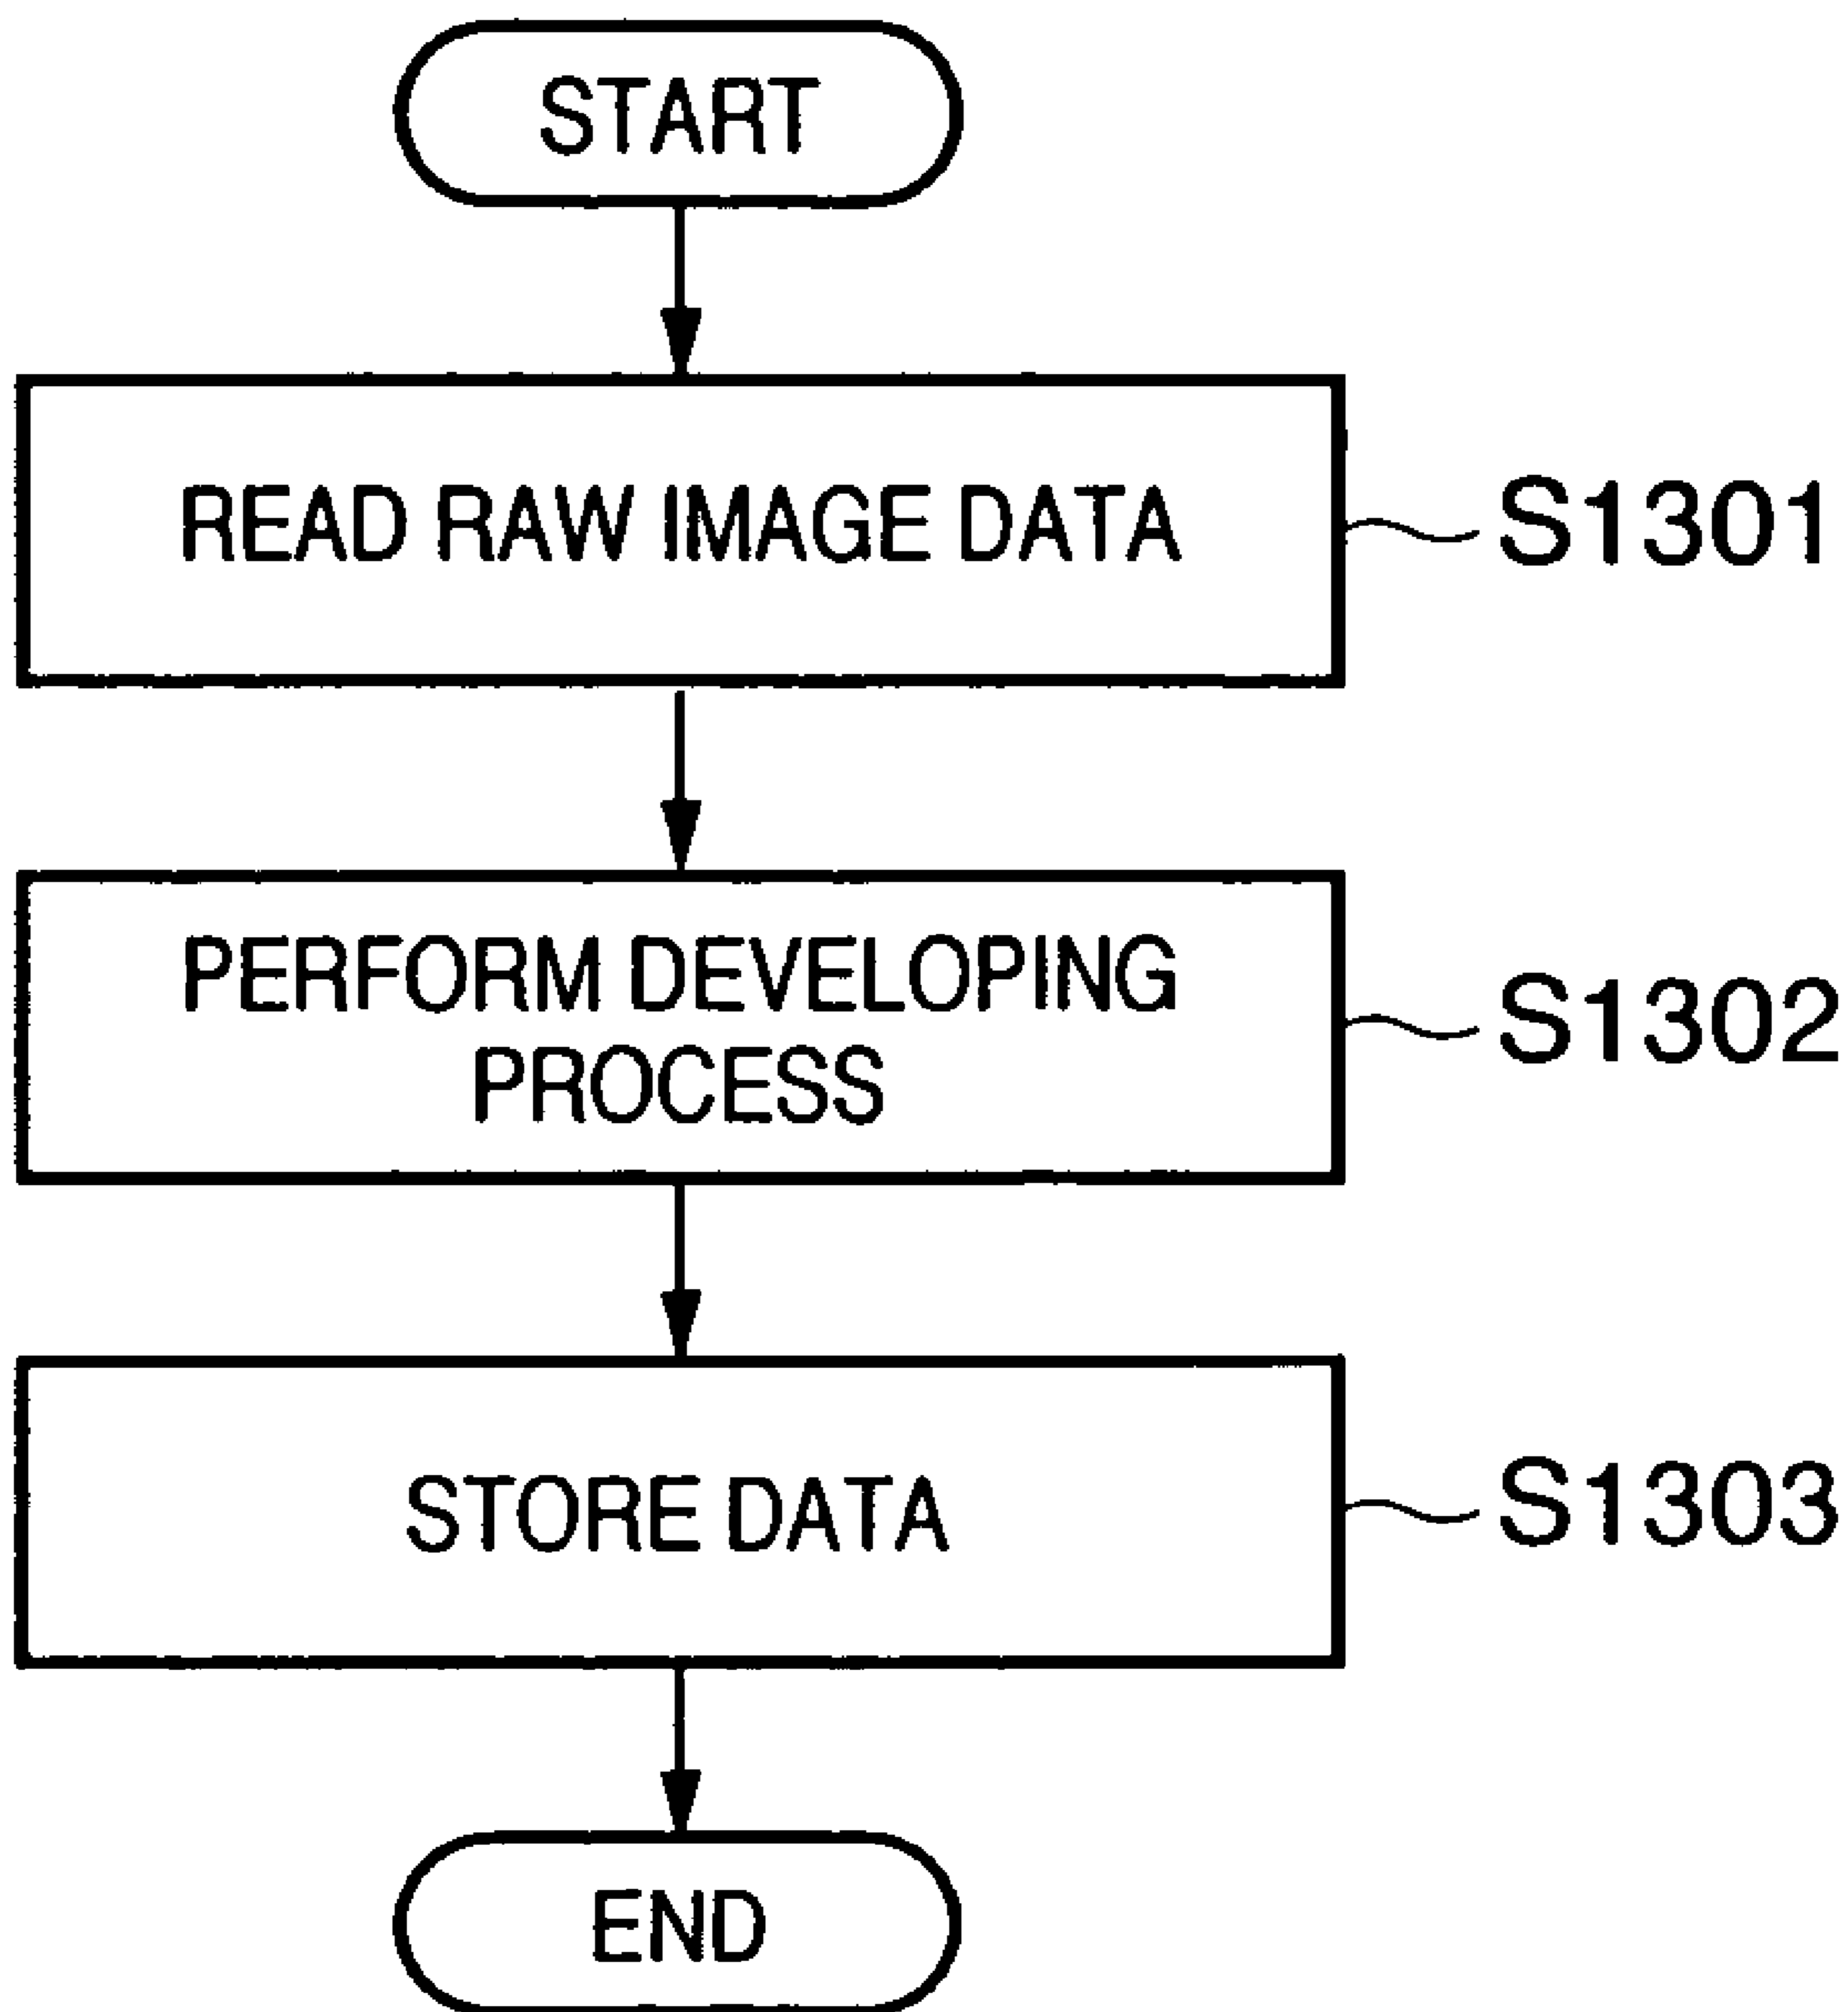 START
READ RAW IMAGE DATA
S1301
PERFORM DEVELOPING
PROCESS
S1302
STORE DATA
S1303
END